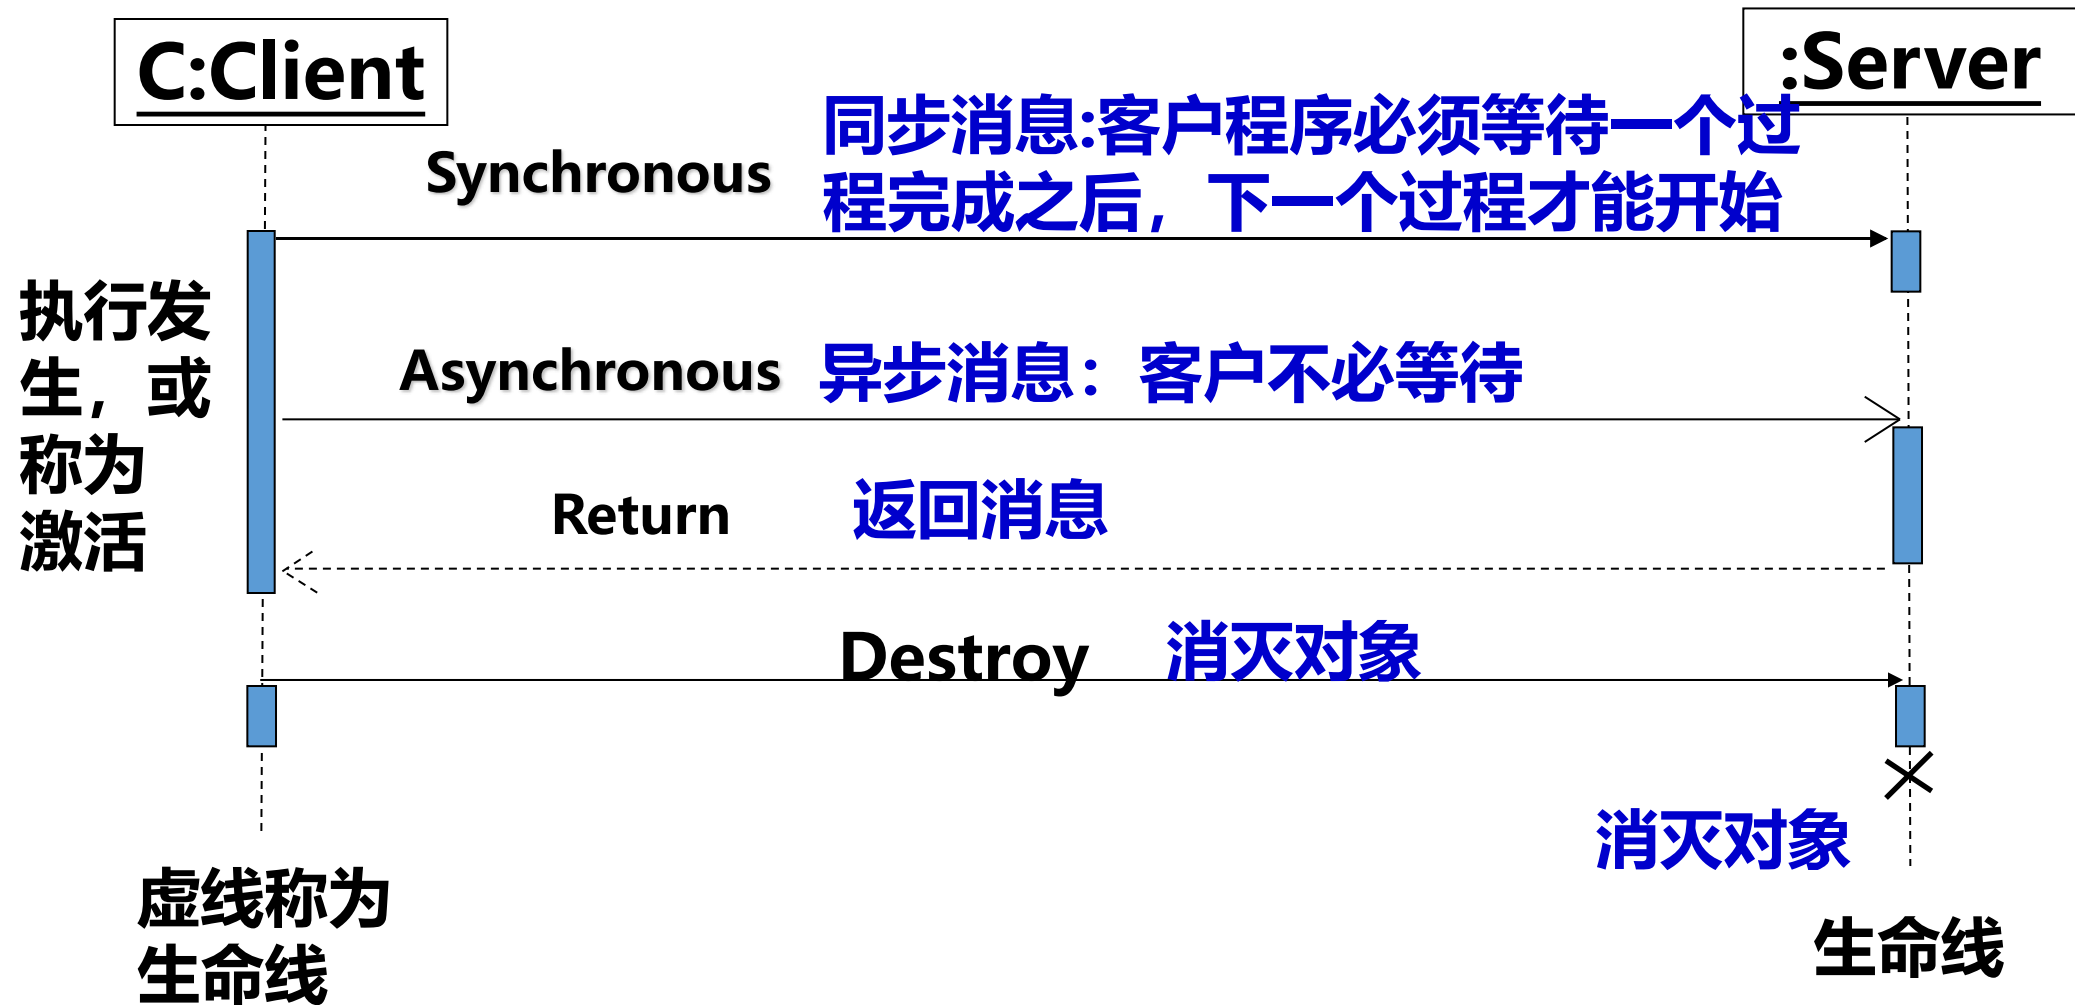 C:Client
:Server
同步消息:客户程序必须等待一个过
程完成之后，下一个过程才能开始
Synchronous
执行发
生，或
称为
激活
Asynchronous 异步消息：客户不必等待
Return 返回消息
Destroy 消灭对象
消灭对象
虚线称为
生命线
生命线